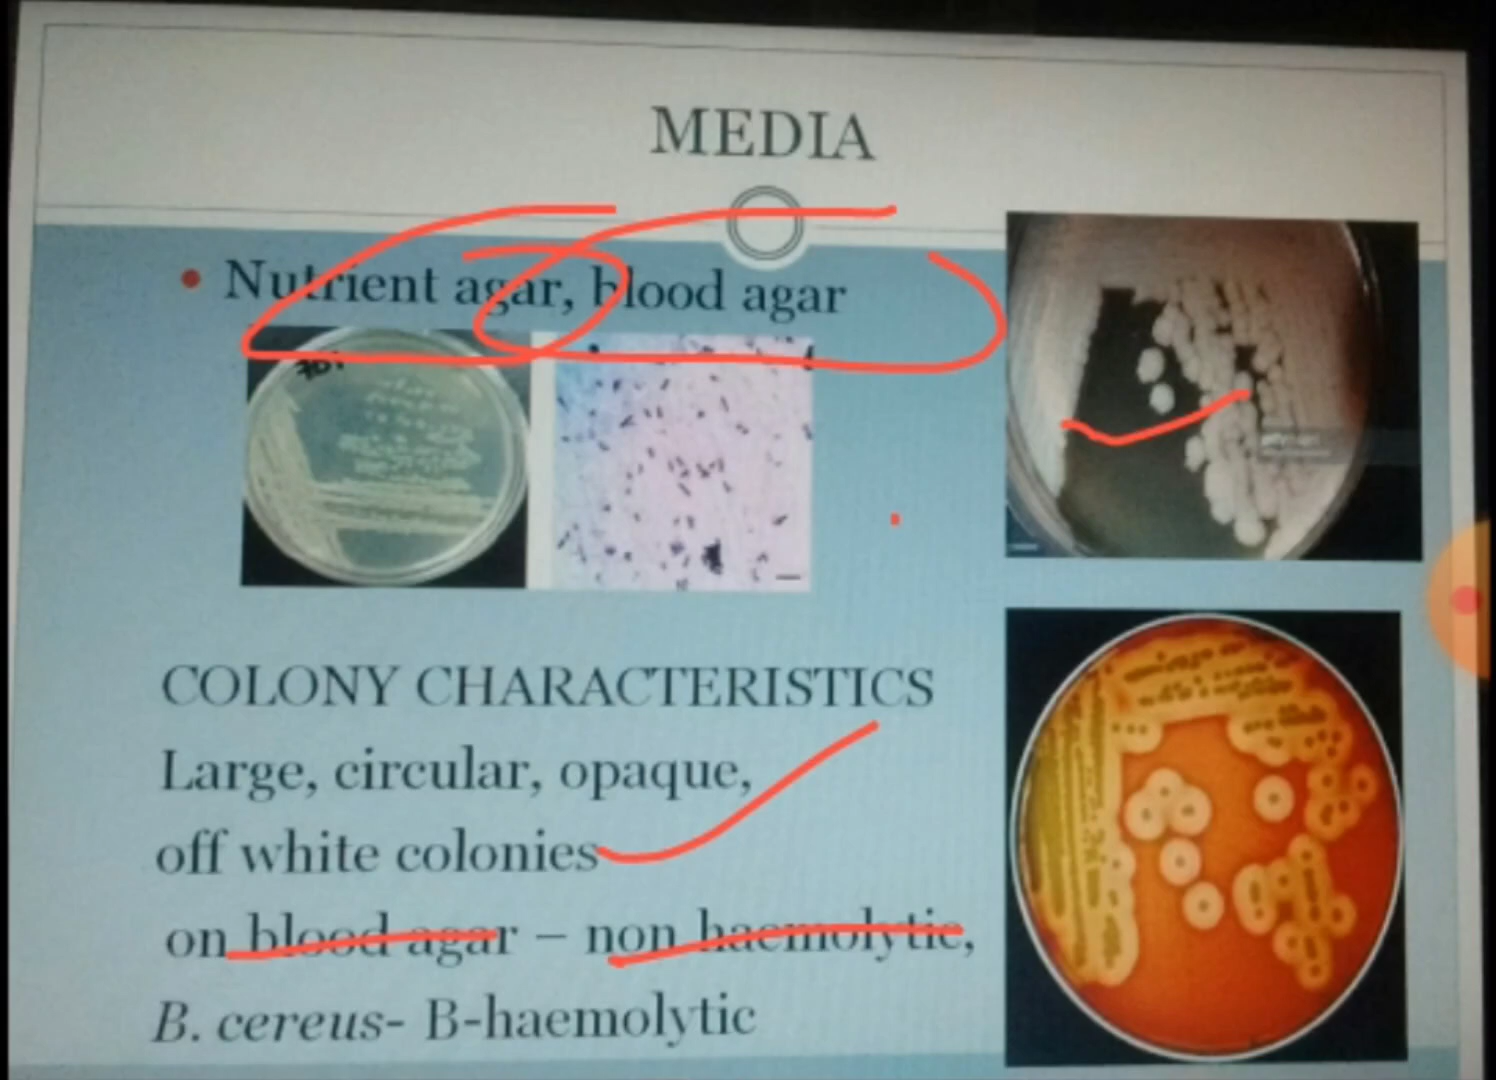 MEDIA
• Nutrient agar, blood agar
COLONY CHARACTERISTICS
Large, circular, opaque,
off white colonies
on blood agar – non haemolytic,
B. cereus- B-haemolytic